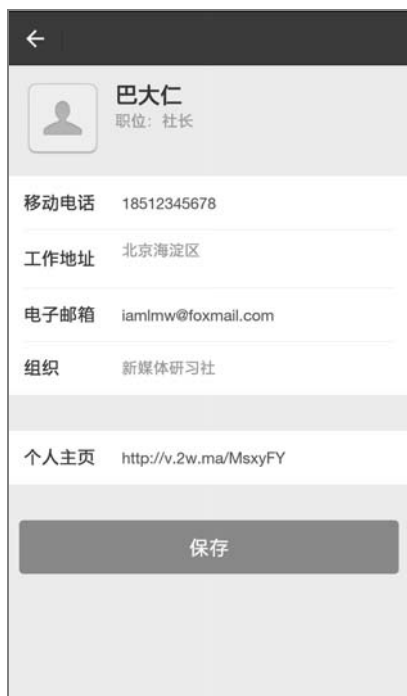 巴大仁
职位：社长
移动电话 18512345678
工作地址 北京海淀区
电子邮箱 iamlmw@foxmail.com
组织 新媒体研习社
个人主页 http://v.2w.ma/MsxyFY
保存